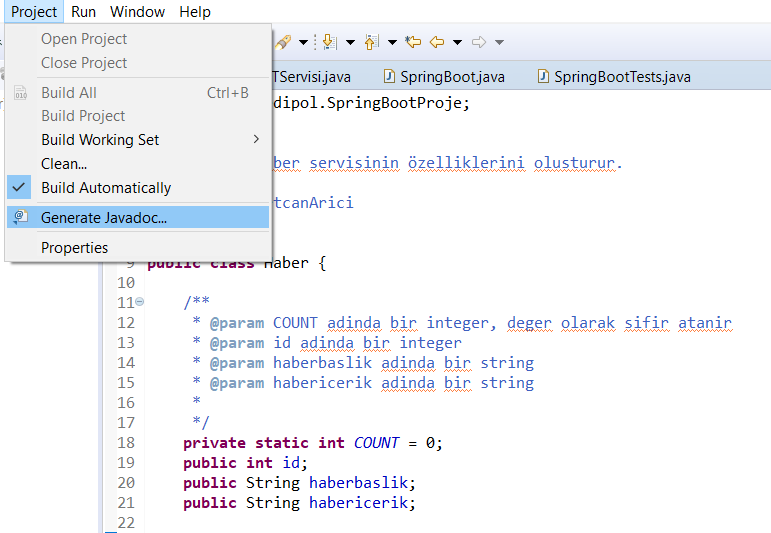 Project Run Window Help
Open Project
Close Project
Build All Ctrl+B
Build Project
Build Working Set
Clean...
Build Automatically
Generate Javadoc...
Properties
TServisi.java SpringBoot.java SpringBootTests.java
dipol.SpringBootProje;
ber servisinin özelliklerini olusturur.
tcanArici
9 public class Haber {
10
11 /**
12 * @param COUNT adinda bir integer, deger olarak sifir atanir
13 * @param id adinda bir integer
14 * @param haberbaslik adinda bir string
15 * @param habericerik adinda bir string
16 *
17 */
18 private static int COUNT = 0;
19 public int id;
20 public String haberbaslik;
21 public String habericerik;
22